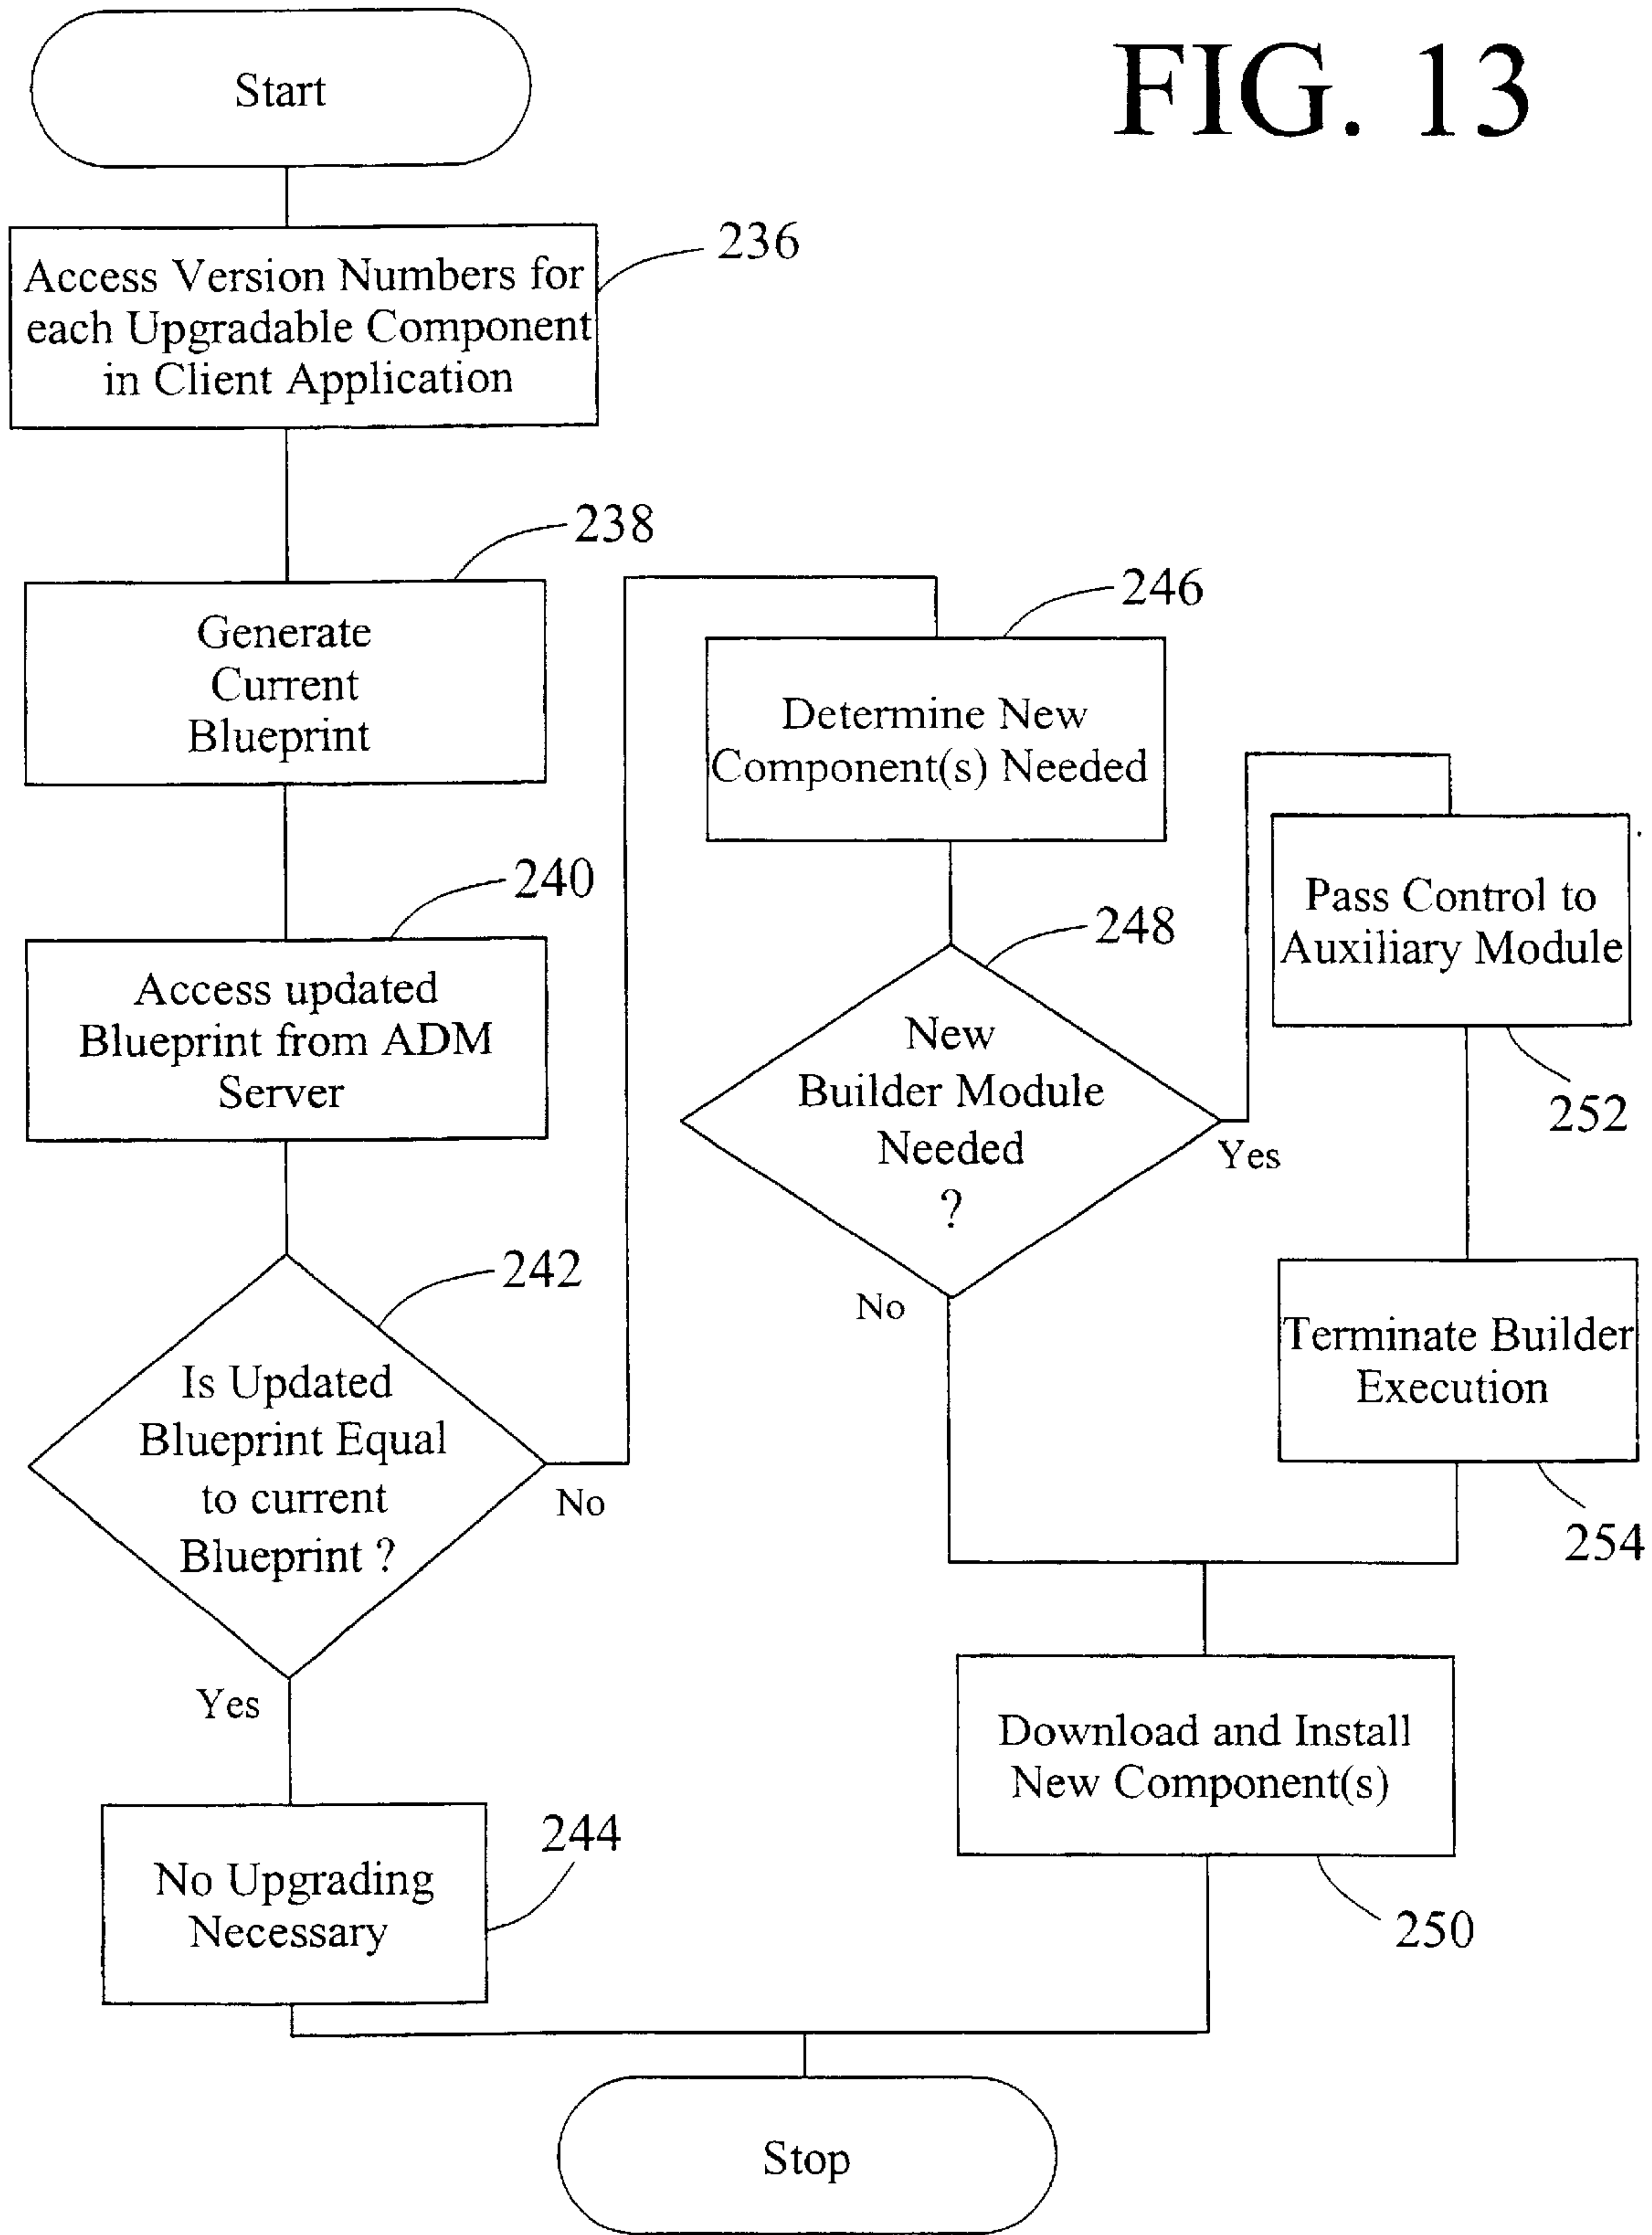 FIG. 13
Start
236
Access Version Numbers for
each Upgradable Component
in Client Application
238
Generate
Current
Blueprint
240
Access updated
Blueprint from ADM
Server
242
Is Updated
Blueprint Equal
to current
Blueprint ?
No
Yes
244
No Upgrading
Necessary
246
Determine New
Component(s) Needed
248
New
Builder Module
Needed
?
Yes
No
Pass Control to
Auxiliary Module
252
Terminate Builder
Execution
254
Download and Install
New Component(s)
250
Stop